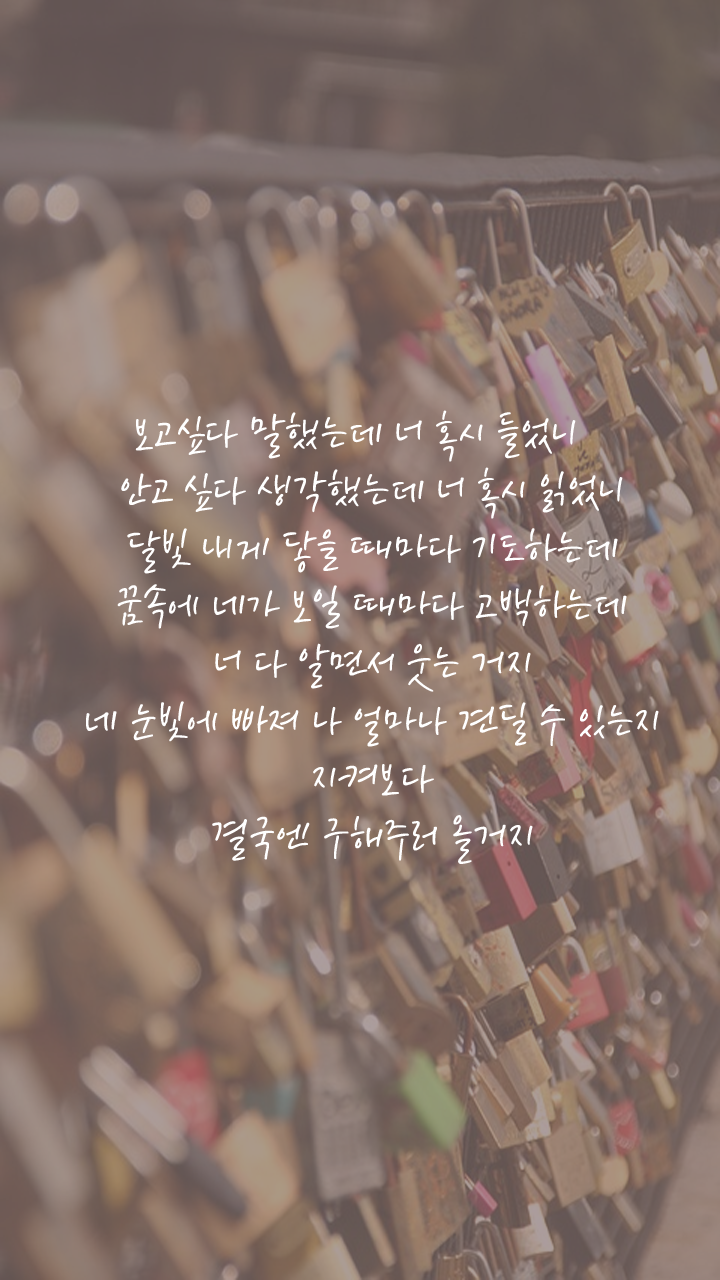 보고싶다 말했는데 너 혹시 들었니
안고 싶다 생각했는데 너 혹시 읽었니
달빛 내게 닿을 때마다 기도하는데
꿈속에 네가 보일 때마다 고백하는데
너 다 알면서 웃는 거지
네 눈빛에 빠져 나 얼마나 견딜 수 있는지
지켜보다
결국엔 구해주러 올거지